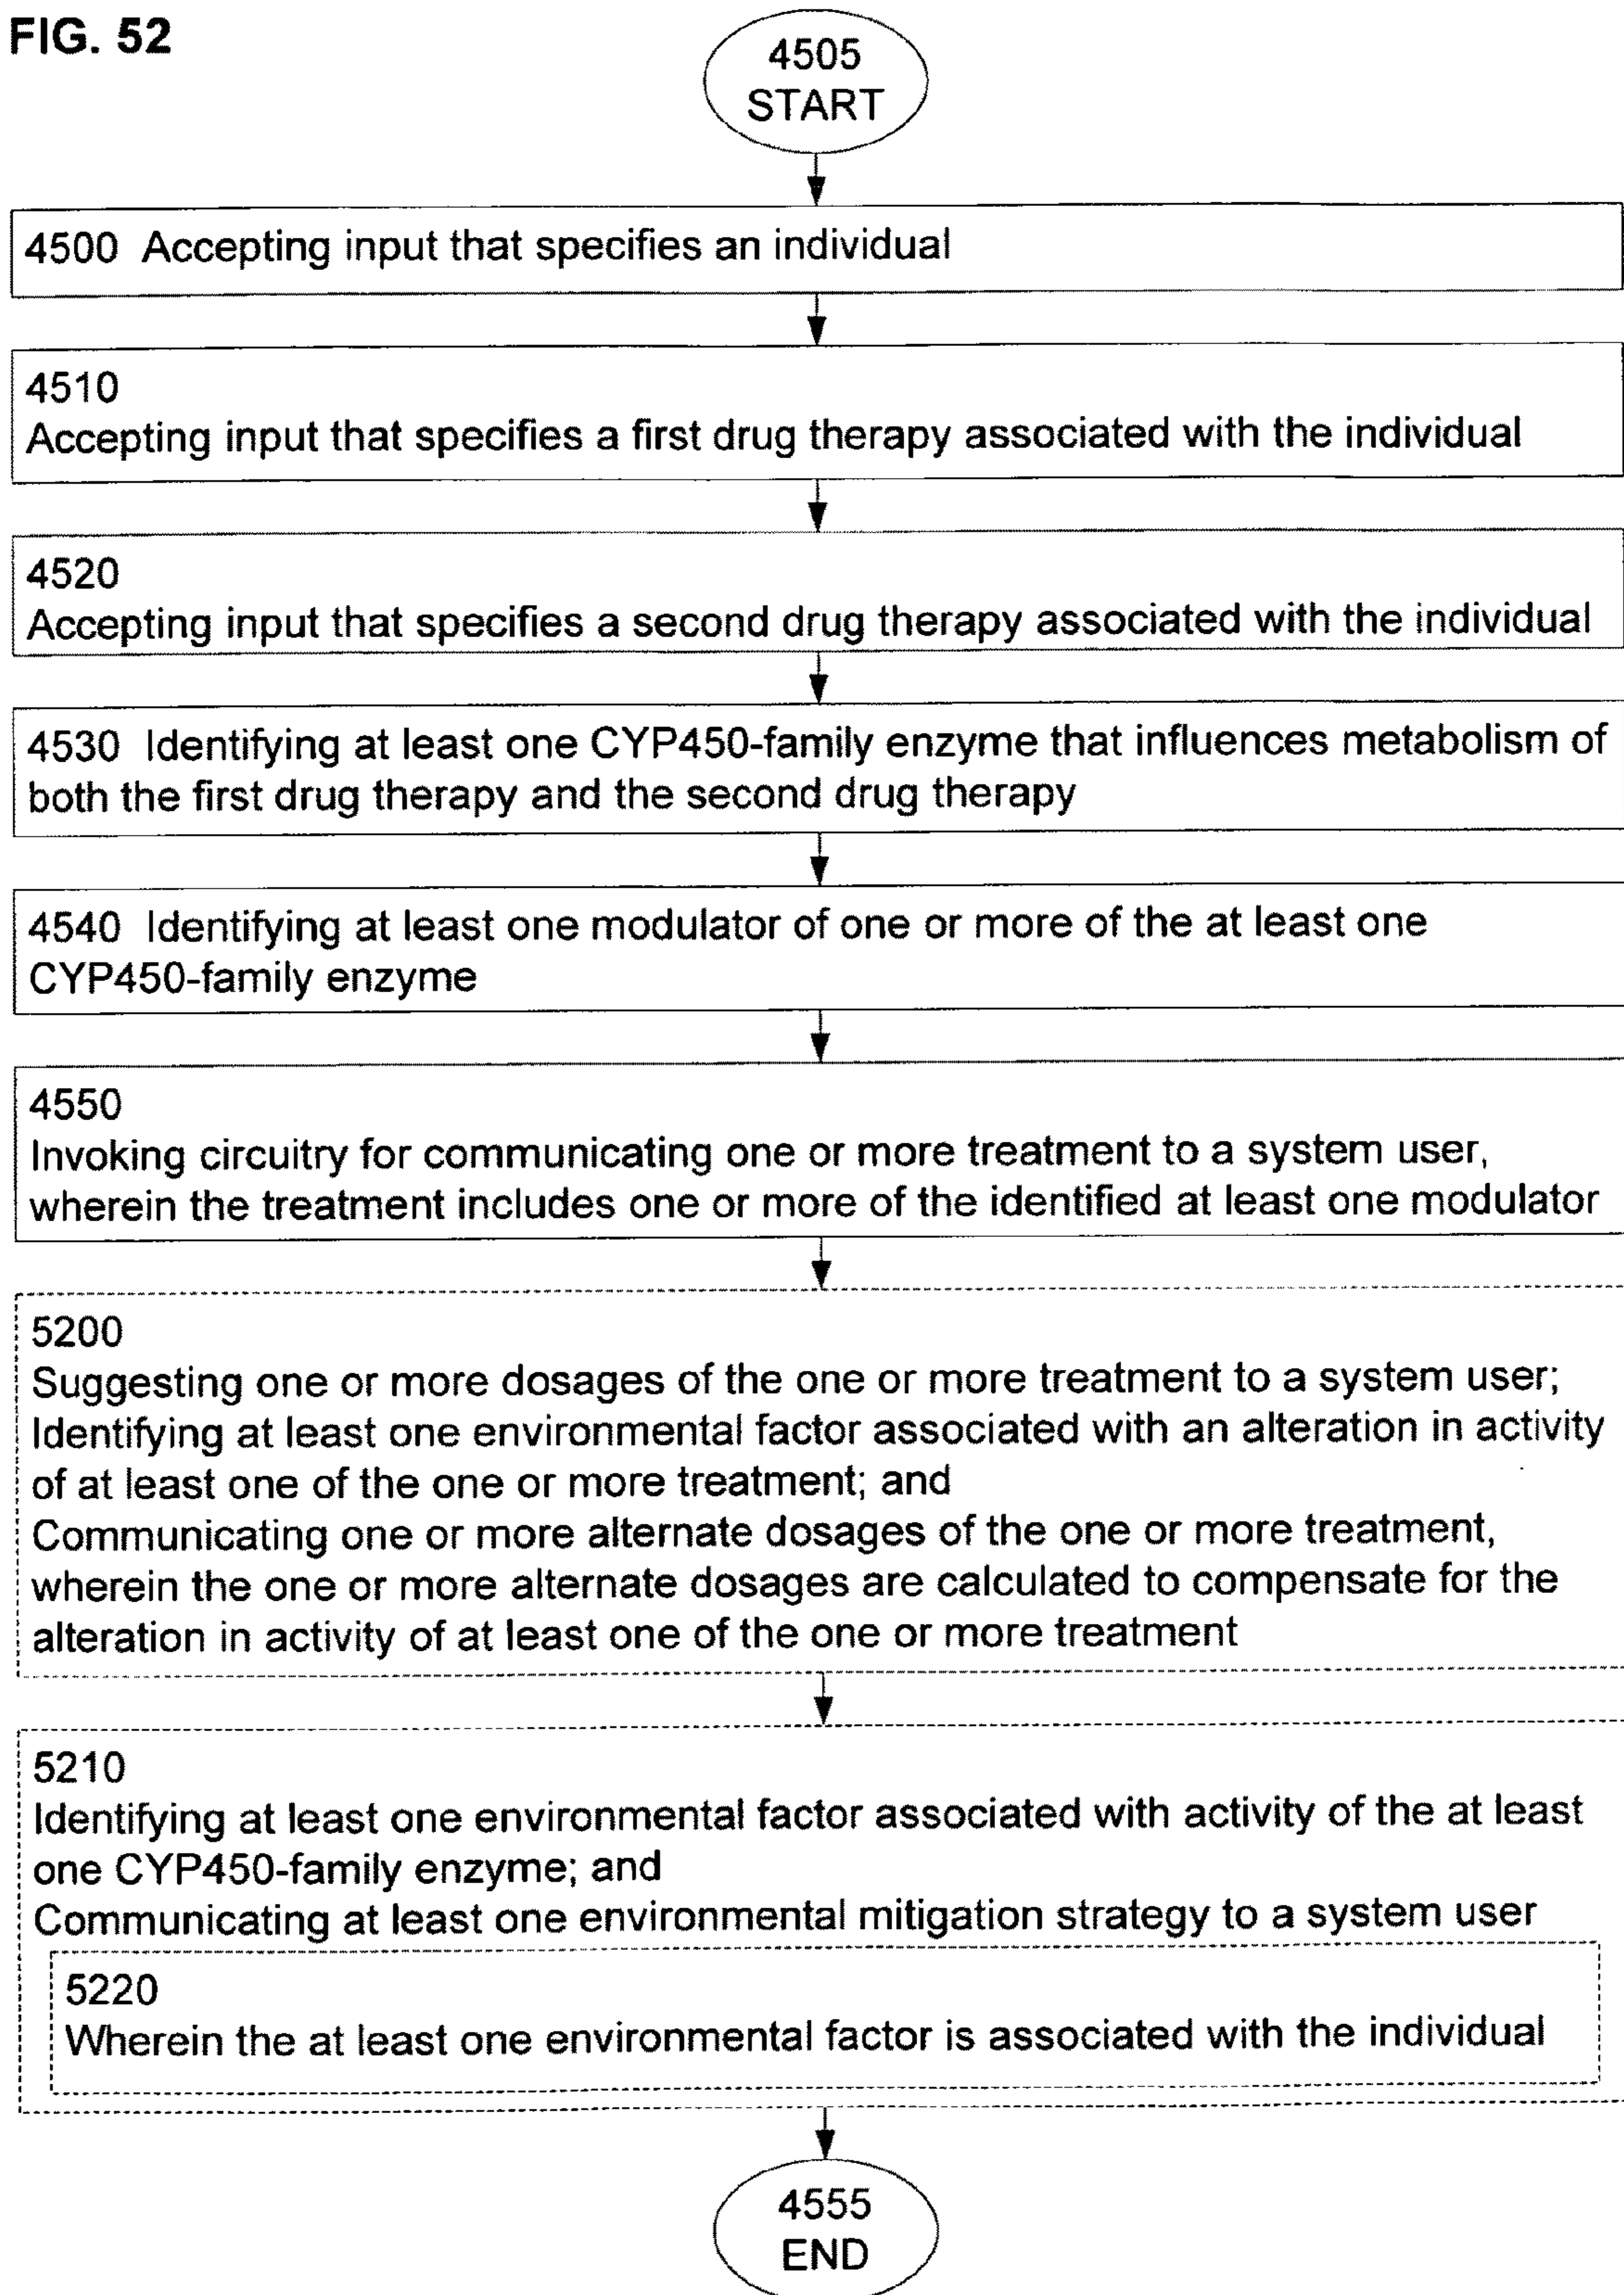 FIG. 52
4505
START
4500 Accepting input that specifies an individual
4510
Accepting input that specifies a first drug therapy associated with the individual
4520
Accepting input that specifies a second drug therapy associated with the individual
4530 Identifying at least one CYP450-family enzyme that influences metabolism of
both the first drug therapy and the second drug therapy
4540 Identifying at least one modulator of one or more of the at least one
CYP450-family enzyme
4550
Invoking circuitry for communicating one or more treatment to a system user,
wherein the treatment includes one or more of the identified at least one modulator
5200
Suggesting one or more dosages of the one or more treatment to a system user;
Identifying at least one environmental factor associated with an alteration in activity
of at least one of the one or more treatment; and
Communicating one or more alternate dosages of the one or more treatment,
wherein the one or more alternate dosages are calculated to compensate for the
alteration in activity of at least one of the one or more treatment
5210
Identifying at least one environmental factor associated with activity of the at least
one CYP450-family enzyme; and
Communicating at least one environmental mitigation strategy to a system user
5220
Wherein the at least one environmental factor is associated with the individual
4555
END